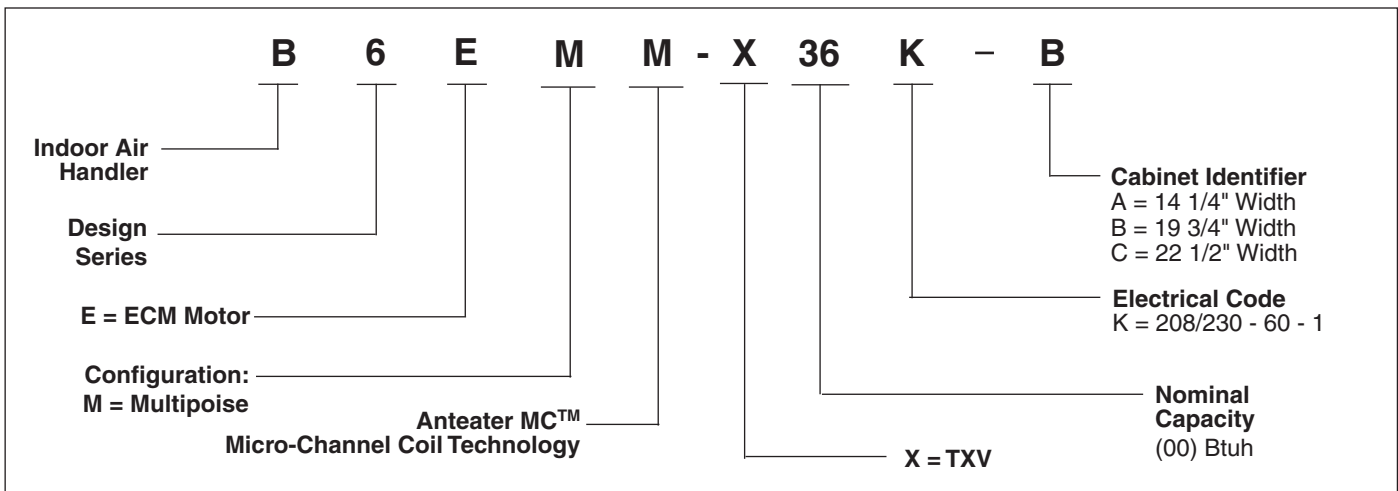 B 6 E M M - X 36 K – B
Indoor Air
Handler
Design
Series
E = ECM Motor
Configuration:
M = Multipoise
Anteater MC™
Micro-Channel Coil Technology
X = TXV
Nominal
Capacity
(00) Btuh
Electrical Code
K = 208/230 - 60 - 1
Cabinet Identifier
A = 14 1/4" Width
B = 19 3/4" Width
C = 22 1/2" Width